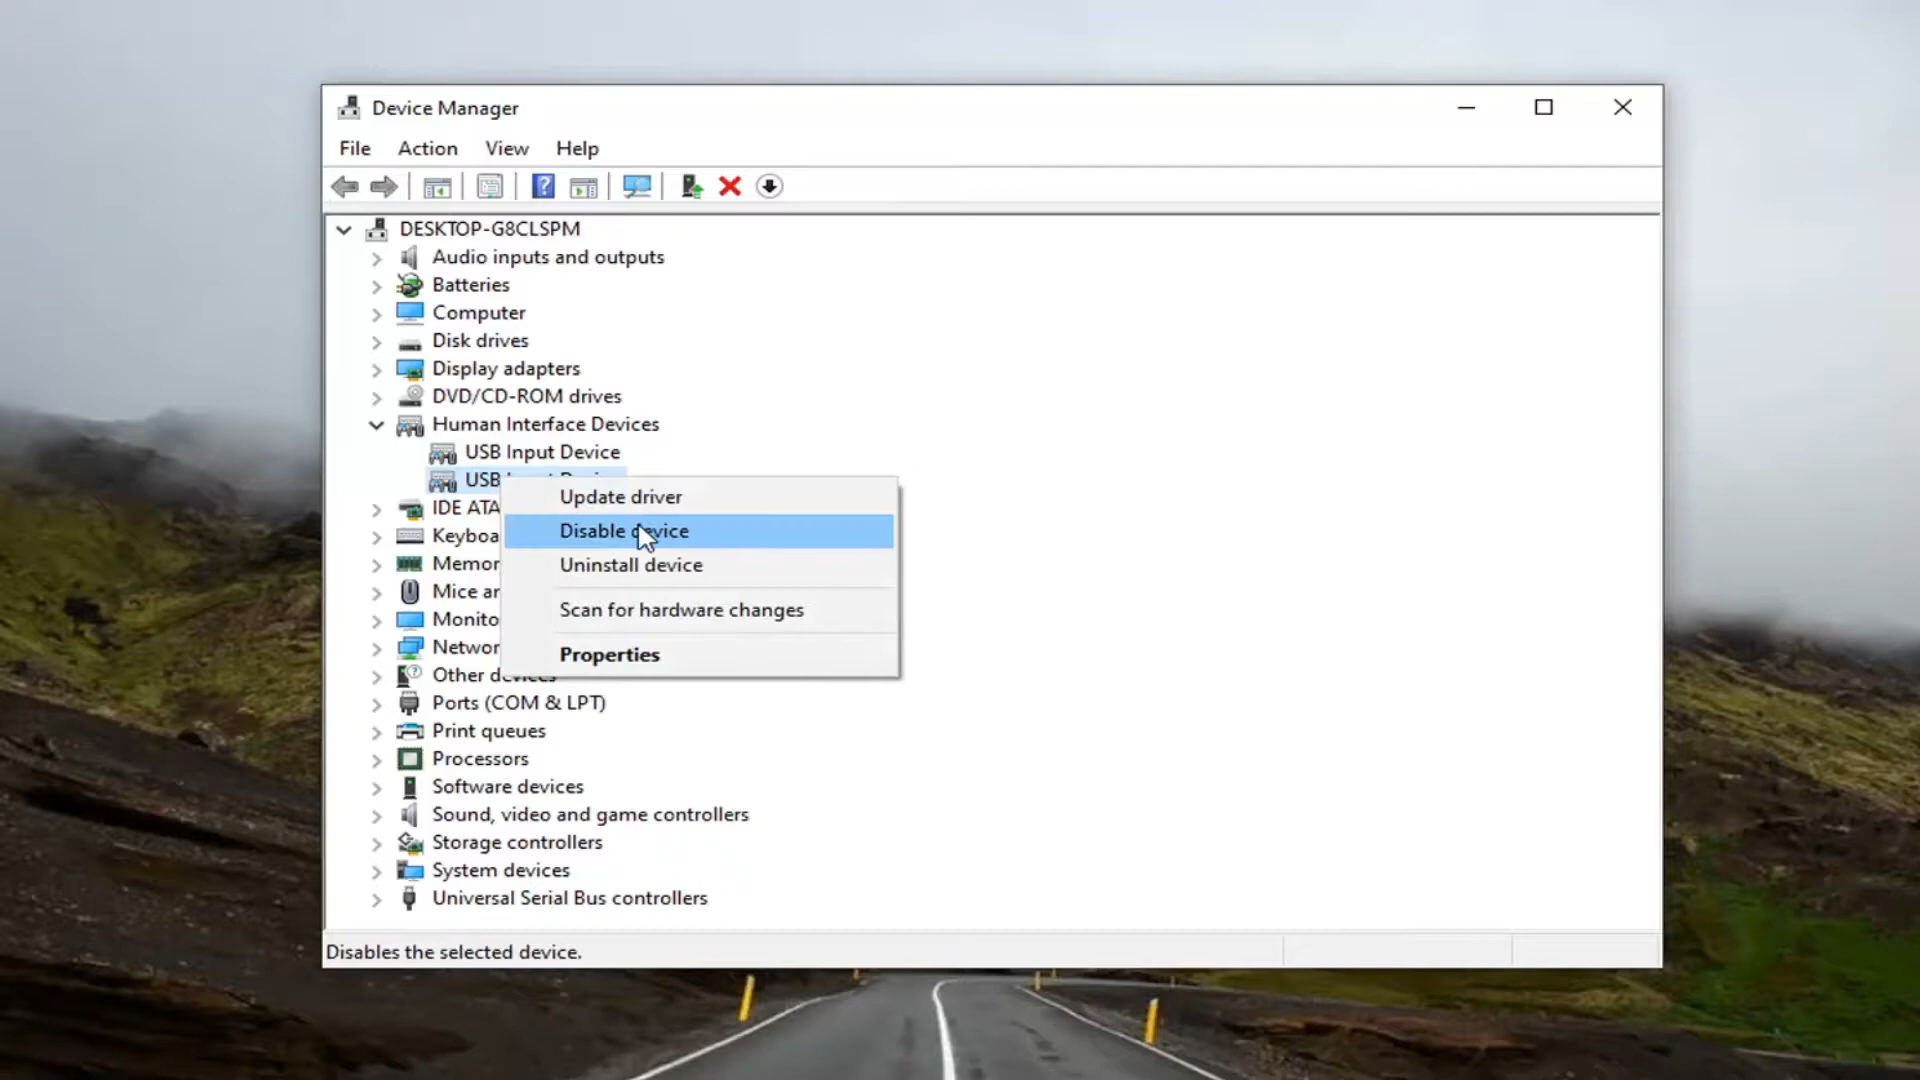 Device Manager
File Action View Help
DESKTOP-G8CLSPM
Audio inputs and outputs
Batteries
Computer
Disk drives
Display adapters
DVD/CD-ROM drives
Human Interface Devices
USB Input Device
USB
Update driver
IDE ATA
Disable device
Keyboa
Memor
Uninstall device
Mice ar
Scan for hardware changes
Monito
Networ
Properties
Other devices
Ports (COM & LPT)
Print queues
Processors
Software devices
Sound, video and game controllers
Storage controllers
System devices
Universal Serial Bus controllers
Disables the selected device.